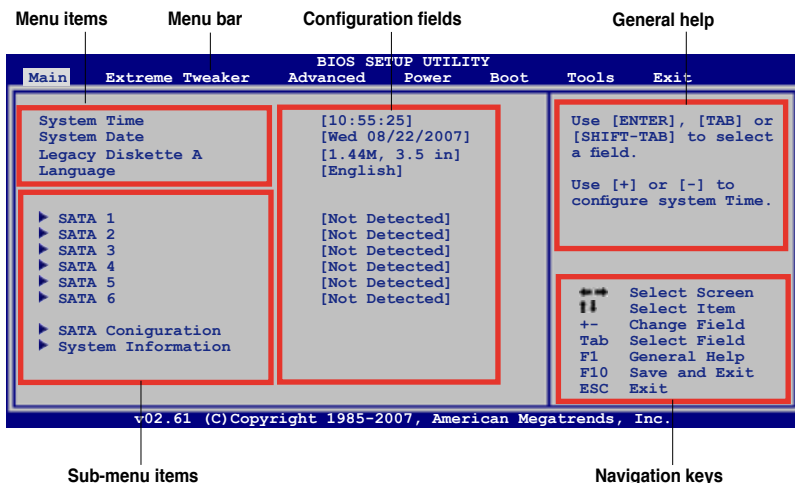 Menu items Menu bar Configuration fields General help
BIOS SETUP UTILITY
Main Extreme Tweaker Advanced Power Boot Tools Exit
System Time [10:55:25]
System Date [Wed 08/22/2007]
Legacy Diskette A [1.44M, 3.5 in]
Language [English]
SATA 1 [Not Detected]
SATA 2 [Not Detected]
SATA 3 [Not Detected]
SATA 4 [Not Detected]
SATA 5 [Not Detected]
SATA 6 [Not Detected]
SATA Coniguration
System Information
Use [ENTER], [TAB] or
[SHIFT-TAB] to select
a field.
Use [+] or [-] to
configure system Time.
Select Screen
Select Item
+- Change Field
Tab Select Field
F1 General Help
F10 Save and Exit
ESC Exit
v02.61 (C)Copyright 1985-2007, American Megatrends, Inc.
Sub-menu items Navigation keys